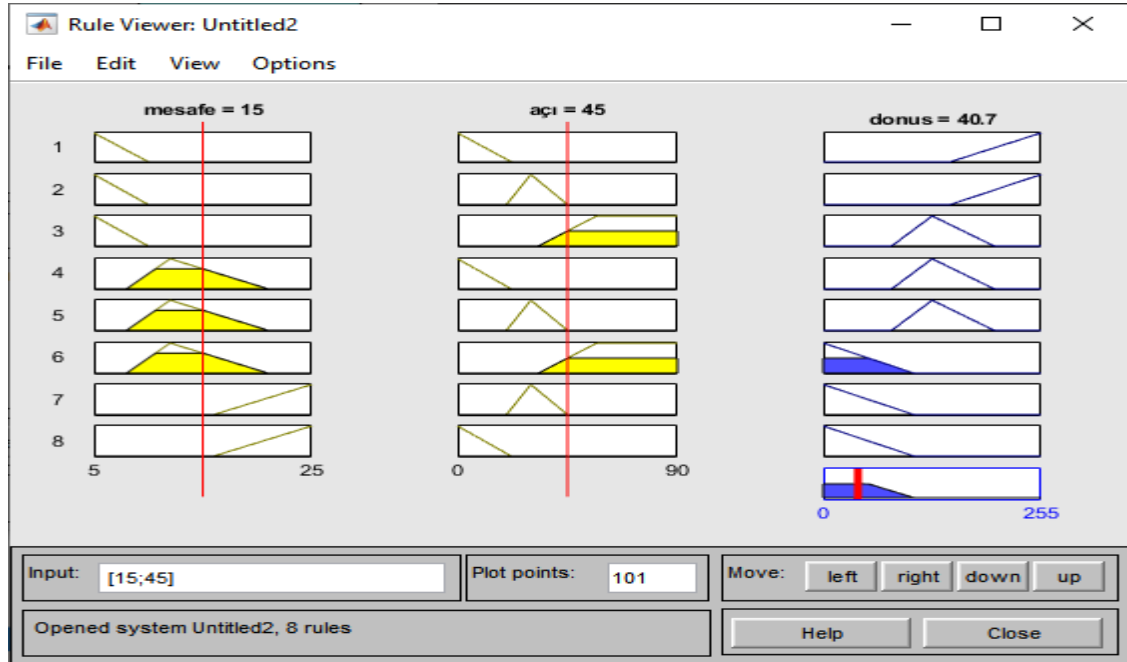 Rule Viewer: Untitled2
File Edit View Options
mesafe = 15
açı = 45
donus = 40.7
1
2
3
4
5
6
7
8
5 25
0 90
0 255
Input: [15;45]
Plot points: 101
Move: left right down up
Opened system Untitled2, 8 rules
Help Close